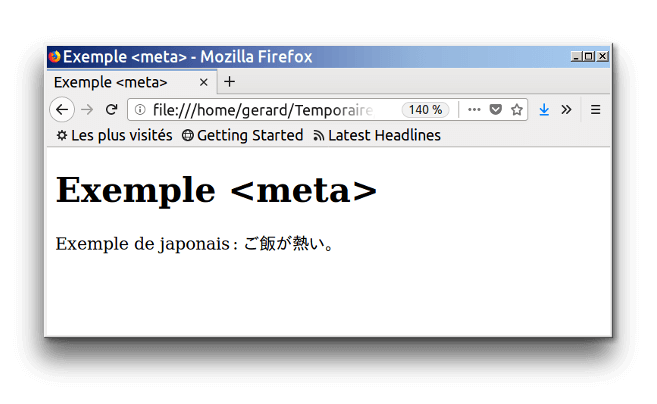 Exemple <meta> - Mozilla Firefox
Exemple <meta>
file:///home/gerard/Temporaire 140 %
Les plus visités Getting Started Latest Headlines
Exemple <meta>
Exemple de japonais : ご飯が熱い。